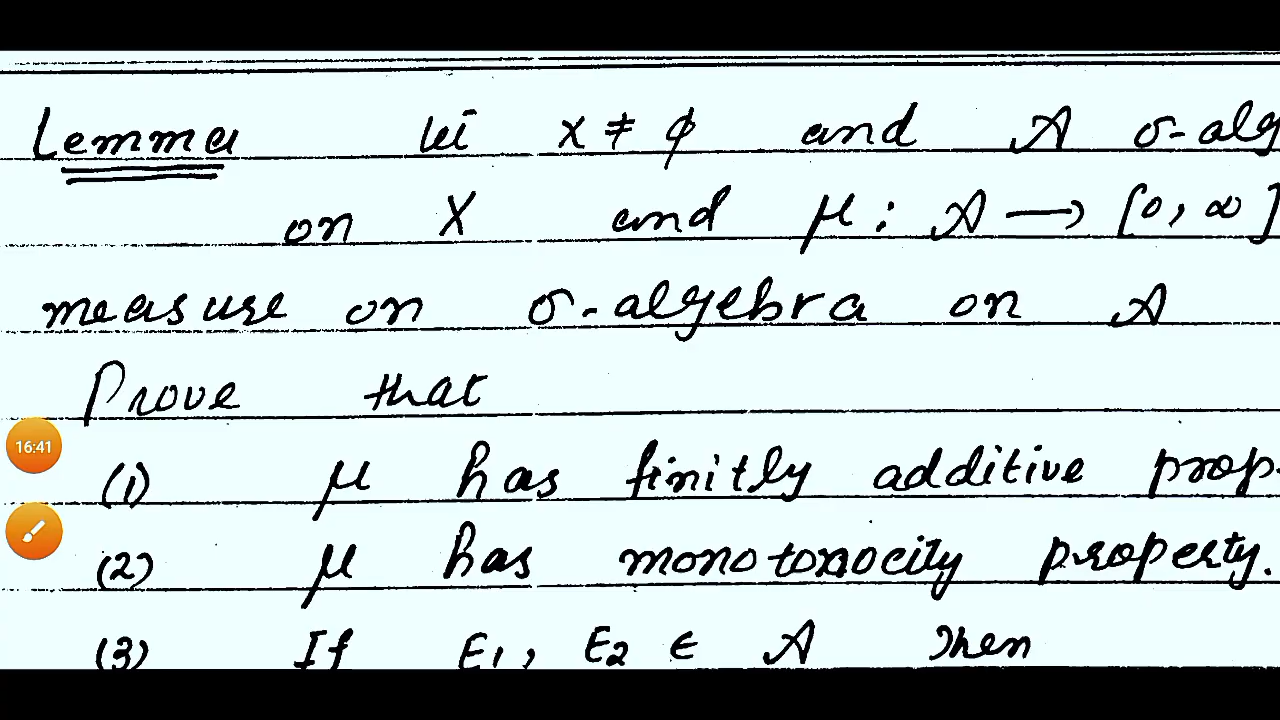 Lemma let X ≠ φ and A σ-alg
on X and μ : A → [0, ∞]
measure on σ-algebra on A
Prove that
(1) μ has finitly additive prop.
16:41
(2) μ has monotonocity property.
(3) If E1, E2 ∈ A Then